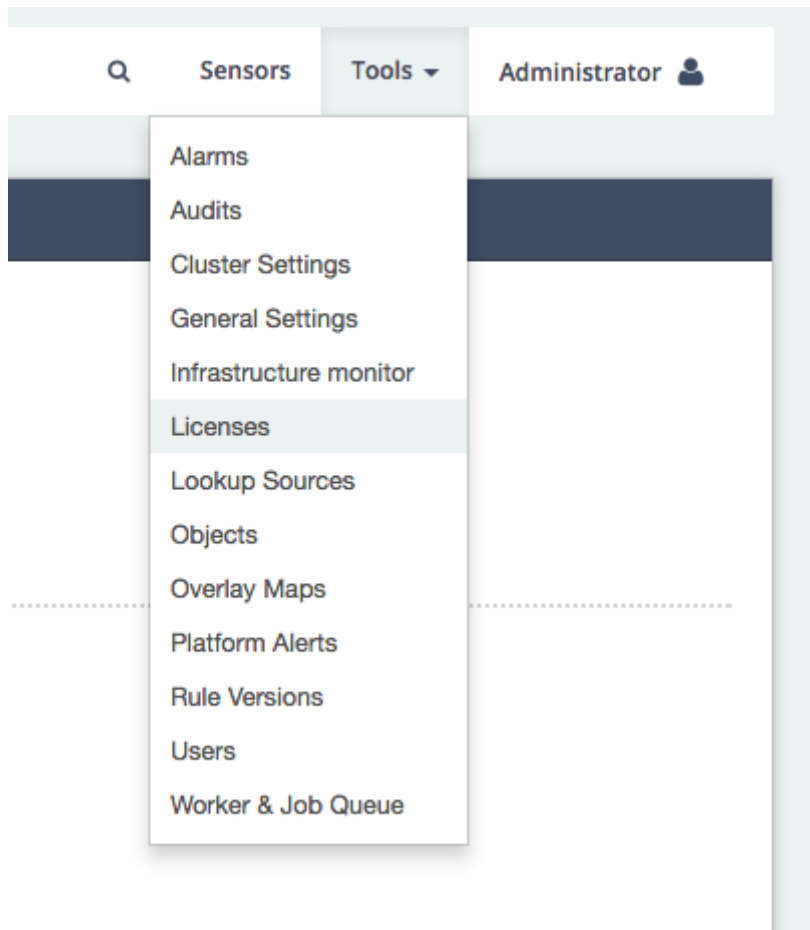 Sensors Tools Administrator
Alarms
Audits
Cluster Settings
General Settings
Infrastructure monitor
Licenses
Lookup Sources
Objects
Overlay Maps
Platform Alerts
Rule Versions
Users
Worker & Job Queue